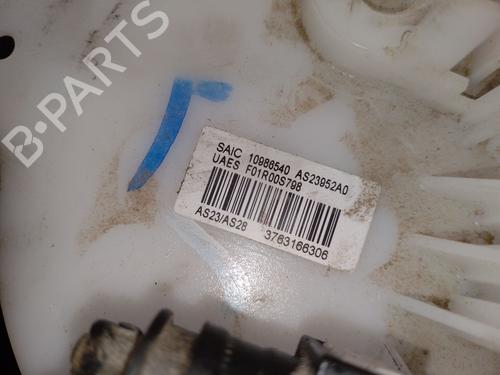 B-PARTS
SAIC 10986540 AS23952A0
UAES F01R00S798
AS23/AS28 3763166306